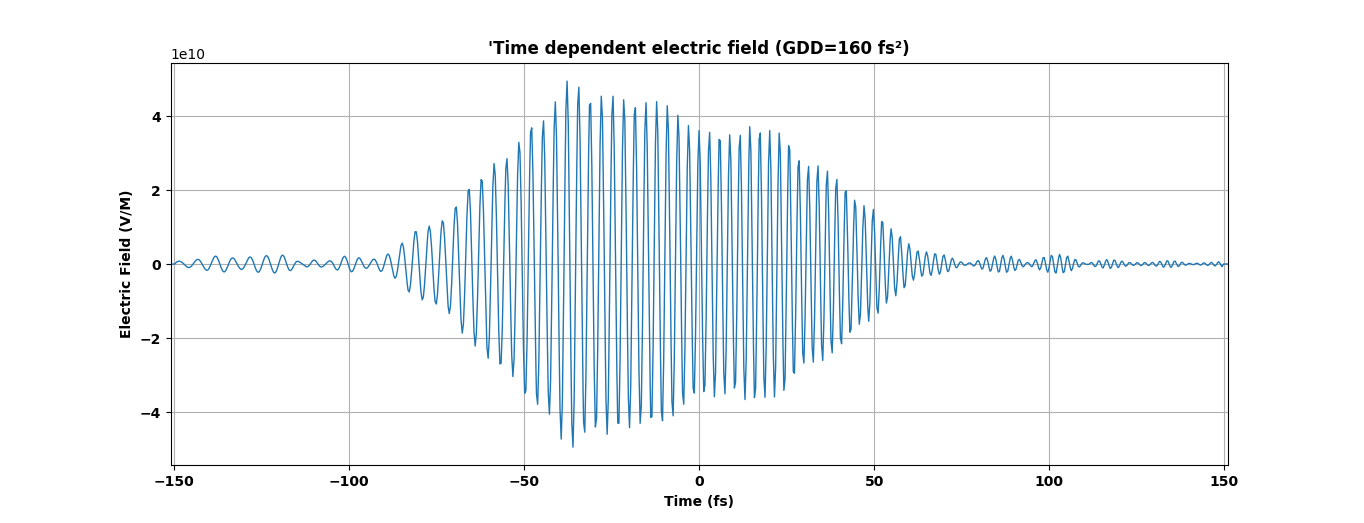 'Time dependent electric field (GDD=160 fs²)
1e10
Electric Field (V/M)
4
2
0
−2
−4
−150 −100 −50 0 50 100 150
Time (fs)